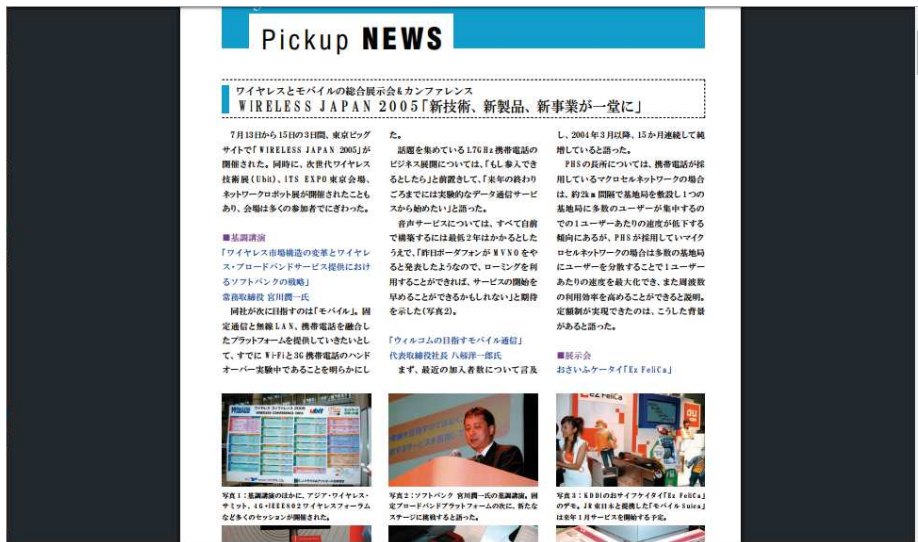 Pickup NEWS
ワイヤレスとモバイルの総合展示会&カンファレンス
WIRELESS JAPAN 2005「新技術、新製品、新事業が一堂に」
7月13日から15日の3日間、東京ビッグ
サイトで「WIRELESS JAPAN 2005」が
開催された。同時に、次世代ワイヤレス
技術展(Ubit)、ITS EXPO東京会場、
ネットワークロボット展が開催されたことも
あり、会場は多くの参加者でにぎわった。
■基調講演
「ワイヤレス市場構造の変革とワイヤレ
ス・ブロードバンドサービス提供におけ
るソフトバンクの戦略」
常務取締役 宮川潤一氏
同社が次に目指すのは「モバイル」。固
定通信と無線LAN、携帯電話を融合し
たプラットフォームを提供していきたいとし
て、すでにWi-Fiと3G携帯電話のハンド
オーバー実験中であることを明らかにし
た。
話題を集めている1.7GHz携帯電話の
ビジネス展開については、「もし参入でき
るとしたら」と前置きして、「来年の終わり
ごろまでには実験的なデータ通信サービ
スから始めたい」と語った。
音声サービスについては、すべて自前
で構築するには最低2年はかかるとした
うえで、「昨日ボーダフォンがMVNOをや
ると発表したようなので、ローミングを利
用することができれば、サービスの開始を
早めることができるかもしれない」と期待
を示した(写真2)。
「ウィルコムの目指すモバイル通信」
代表取締役社長 八剱洋一郎氏
まず、最近の加入者数について言及
し、2004年3月以降、15か月連続して純
増していると語った。
PHSの長所については、携帯電話が採
用しているマクロセルネットワークの場合
は、約2km間隔で基地局を敷設し1つの
基地局に多数のユーザーが集中するの
での1ユーザーあたりの速度が低下する
傾向にあるが、PHSが採用していマイク
ロセルネットワークの場合は多数の基地局
にユーザーを分散することで1ユーザー
あたりの速度を最大化でき、また周波数
の利用効率を高めることができると説明。
定額制が実現できたのは、こうした背景
があると語った。
■展示会
おさいふケータイ「Ez FeliCa」
ワイヤレス カンファレンス 2005
WIRELESS CONFERENCE 2005
ubit
Ez FeliCa
au
写真1:基調講演のほかに、アジア・ワイヤレス・
サミット、4G・IEEE802ワイヤレスフォーラム
など多くのセッションが開催された。
写真2:ソフトバンク 宮川潤一氏の基調講演。固
定ブロードバンドプラットフォームの次に、新たな
ステージに挑戦すると語った。
写真3:KDDIのおサイフケイタイ「Ez FeliCa」
のデモ。JR東日本と提携した「モバイルSuica」
は来年1月サービスを開始する予定。